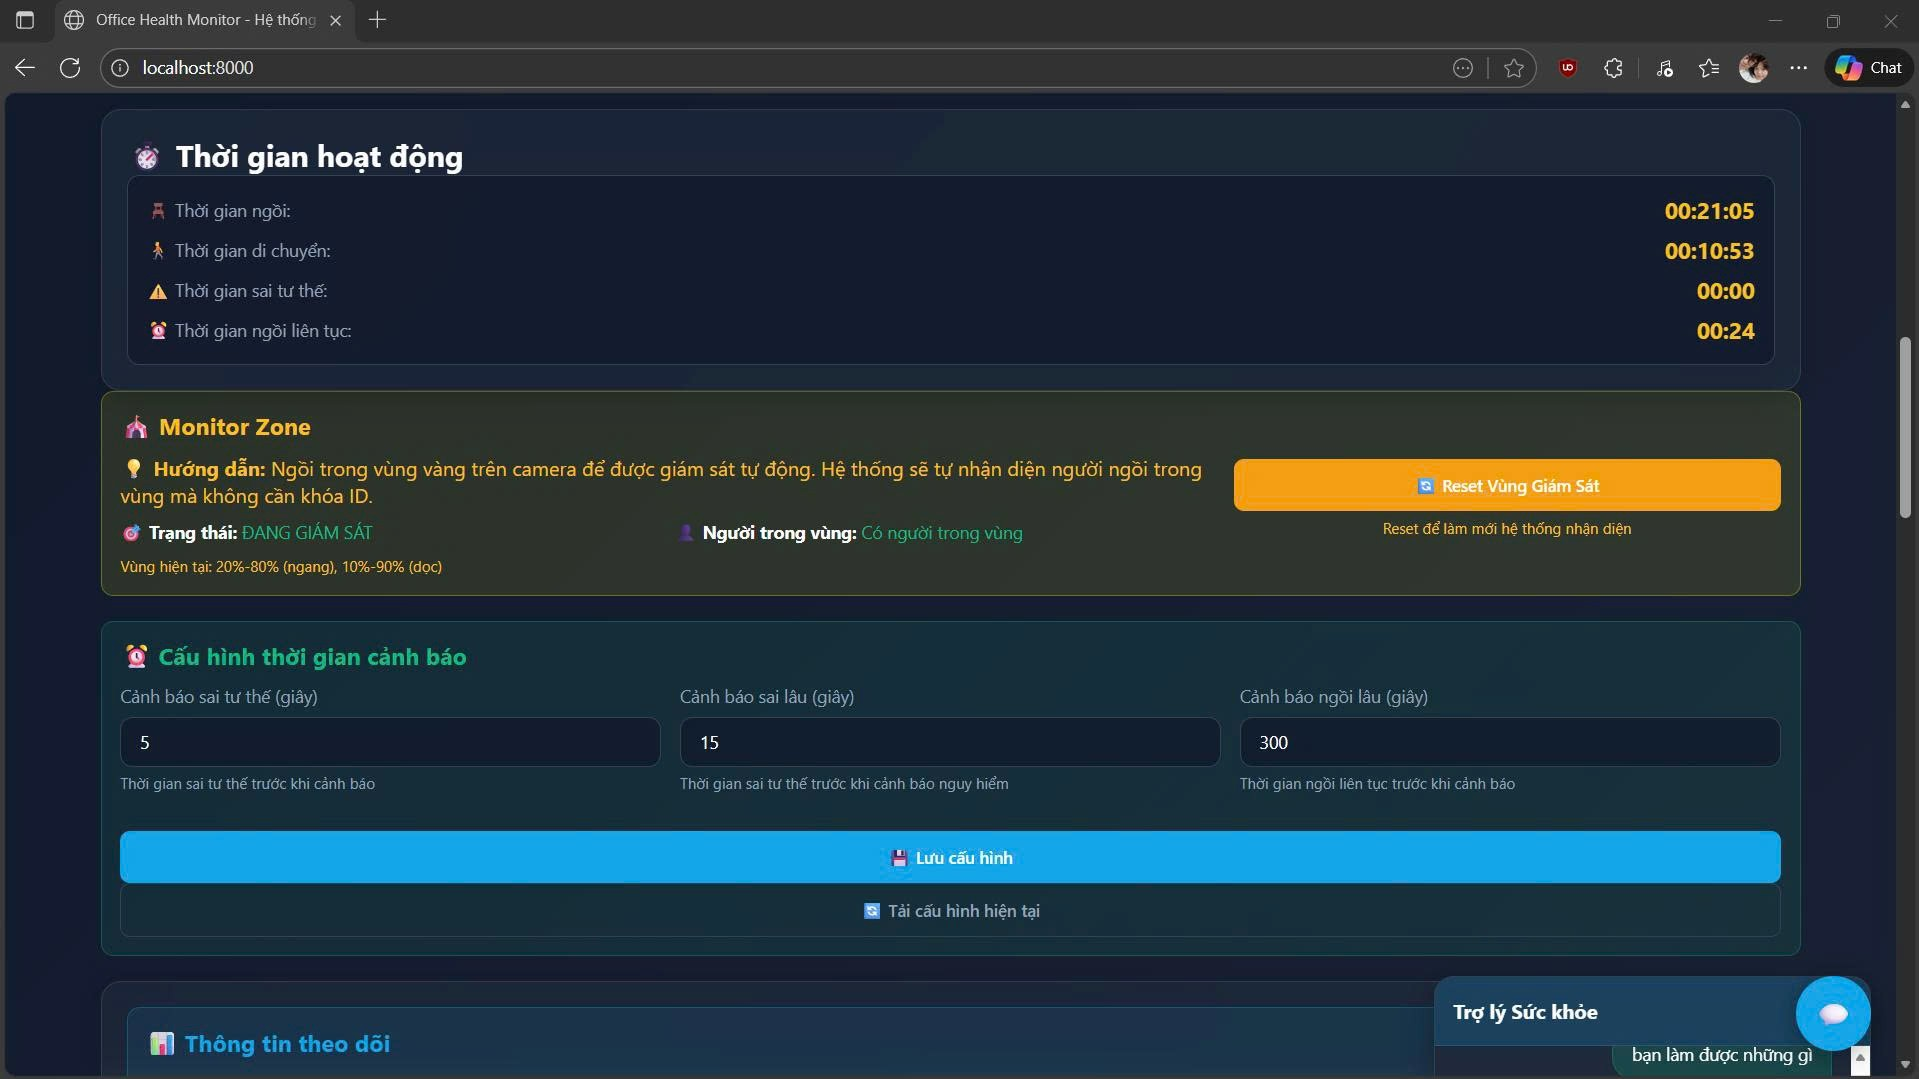 Office Health Monitor - Hệ thống
localhost:8000
Chat
Thời gian hoạt động
Thời gian ngồi: 00:21:05
Thời gian di chuyển: 00:10:53
Thời gian sai tư thế: 00:00
Thời gian ngồi liên tục: 00:24
Monitor Zone
Hướng dẫn: Ngồi trong vùng vàng trên camera để được giám sát tự động. Hệ thống sẽ tự nhận diện người ngồi trong
vùng mà không cần khóa ID.
Trạng thái: ĐANG GIÁM SÁT
Người trong vùng: Có người trong vùng
Vùng hiện tại: 20%-80% (ngang), 10%-90% (dọc)
Reset Vùng Giám Sát
Reset để làm mới hệ thống nhận diện
Cấu hình thời gian cảnh báo
Cảnh báo sai tư thế (giây)
5
Thời gian sai tư thế trước khi cảnh báo
Cảnh báo sai lâu (giây)
15
Thời gian sai tư thế trước khi cảnh báo nguy hiểm
Cảnh báo ngồi lâu (giây)
300
Thời gian ngồi liên tục trước khi cảnh báo
Lưu cấu hình
Tải cấu hình hiện tại
Thông tin theo dõi
Trợ lý Sức khỏe
bạn làm được những gì